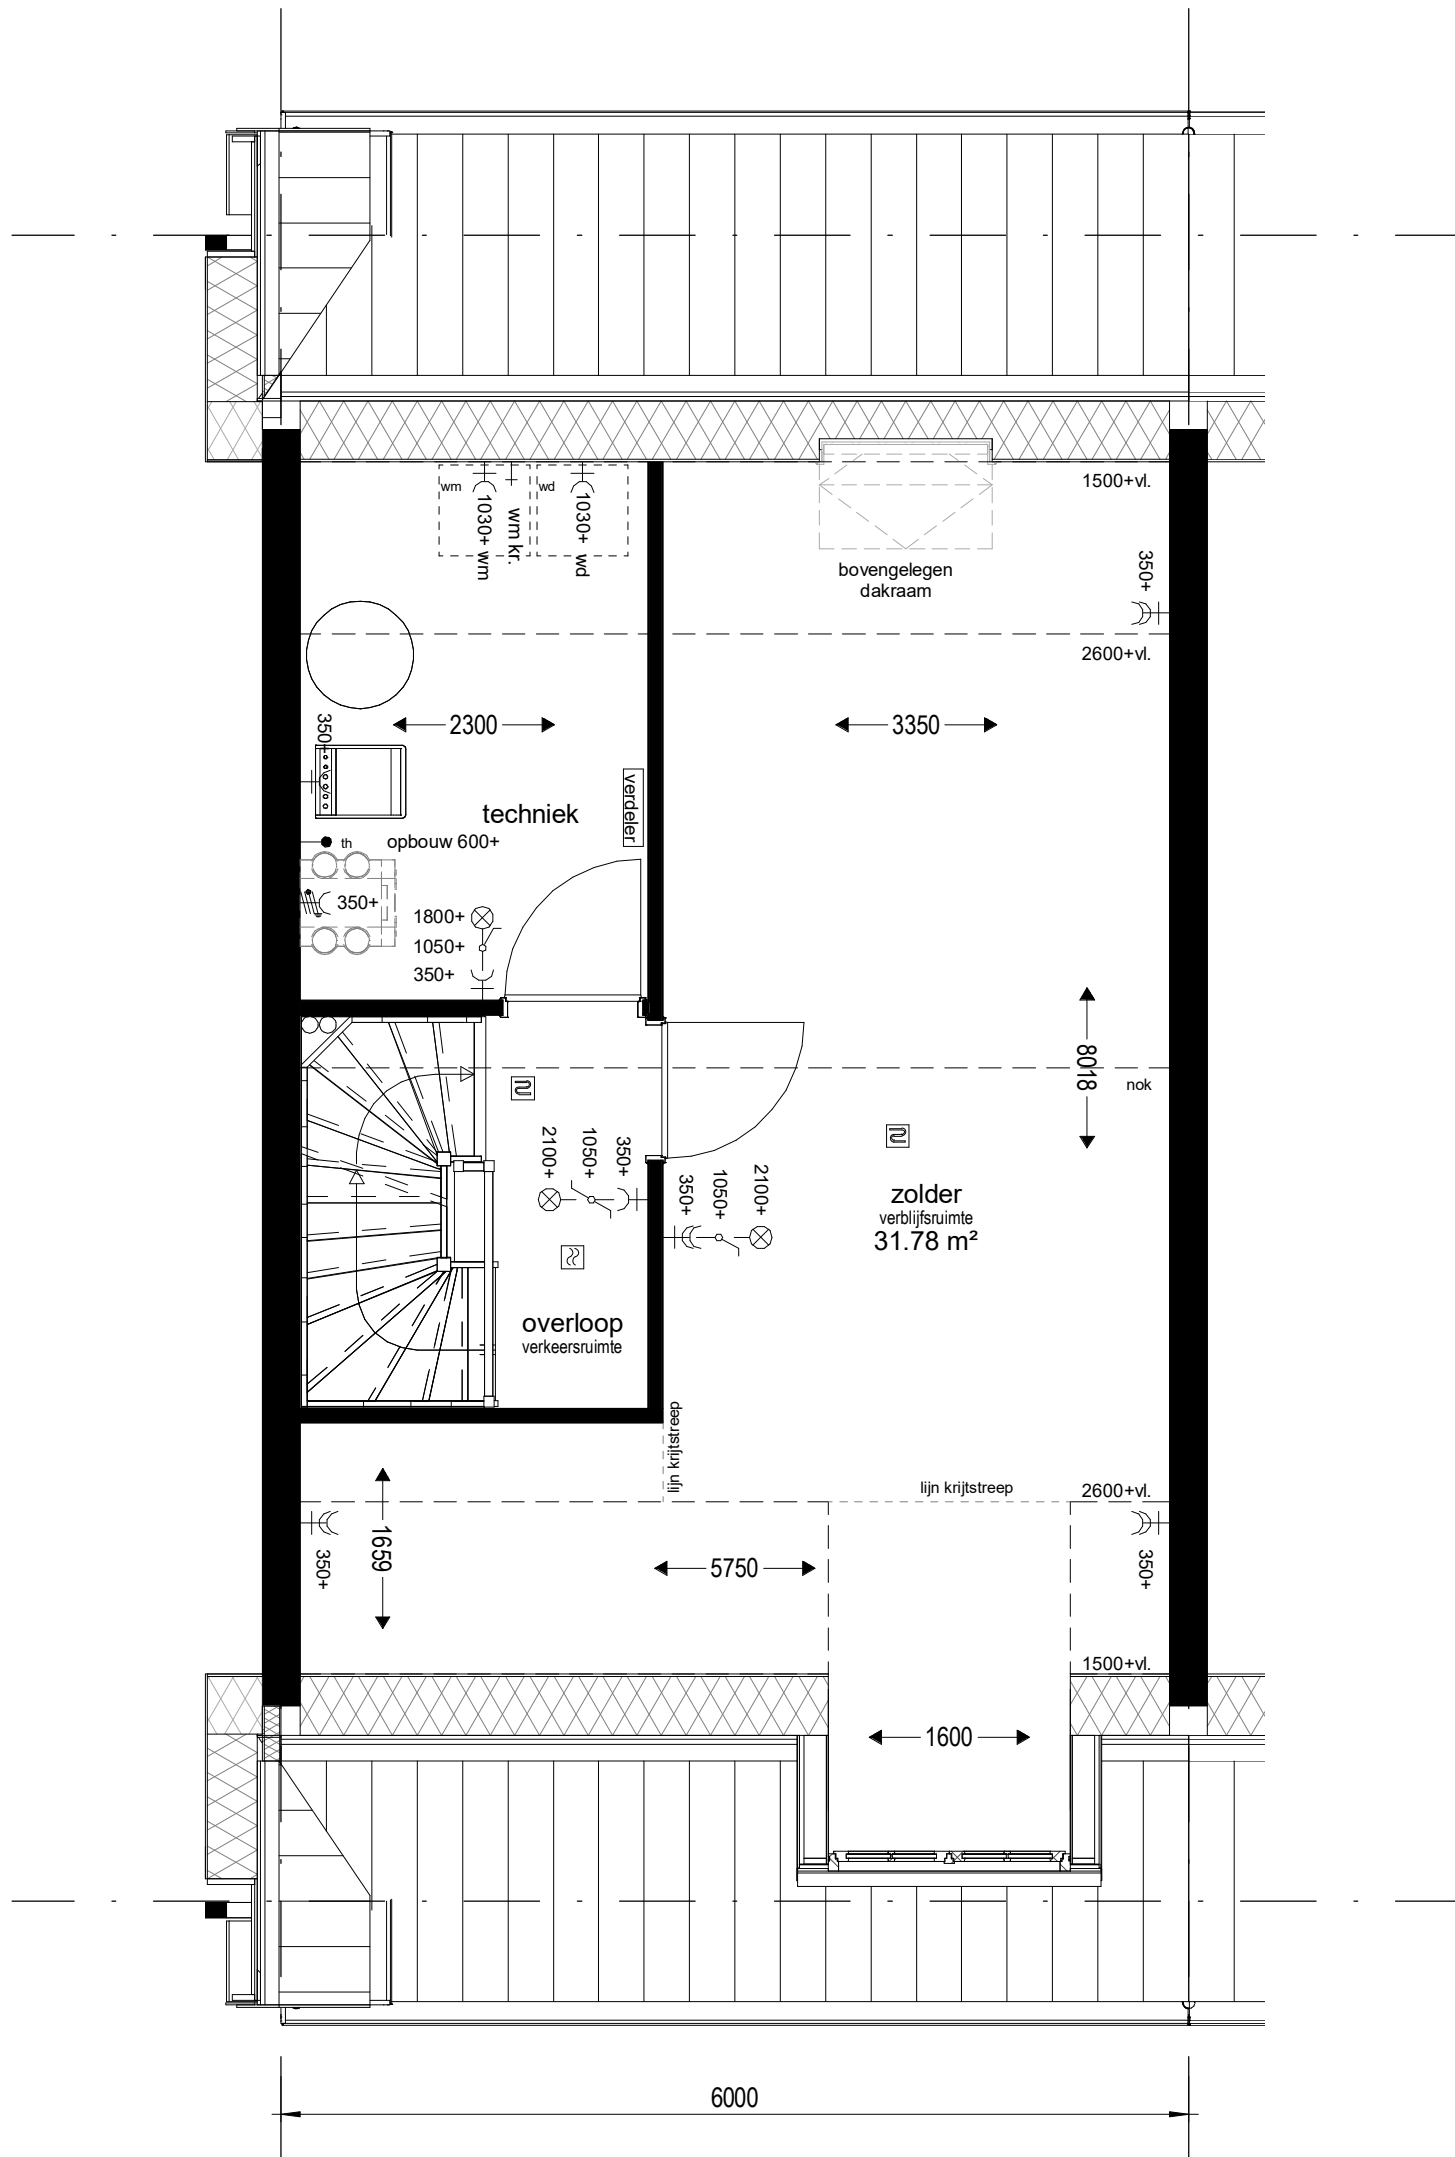 1500+vl.
wm
1030+ wm
wm kr.
wd
1030+ wd
bovengelegen
dakraam
350+
2600+vl.
2300
3350
350+
techniek
verdeler
th
opbouw 600+
350+
1800+
1050+
350+
8018
nok
2100+
1050+
350+
350+
1050+
2100+
zolder
verblijfsruimte
31.78 m²
overloop
verkeersruimte
lijn krijtstreep
lijn krijtstreep
2600+vl.
350+
1659
5750
350+
1500+vl.
1600
6000